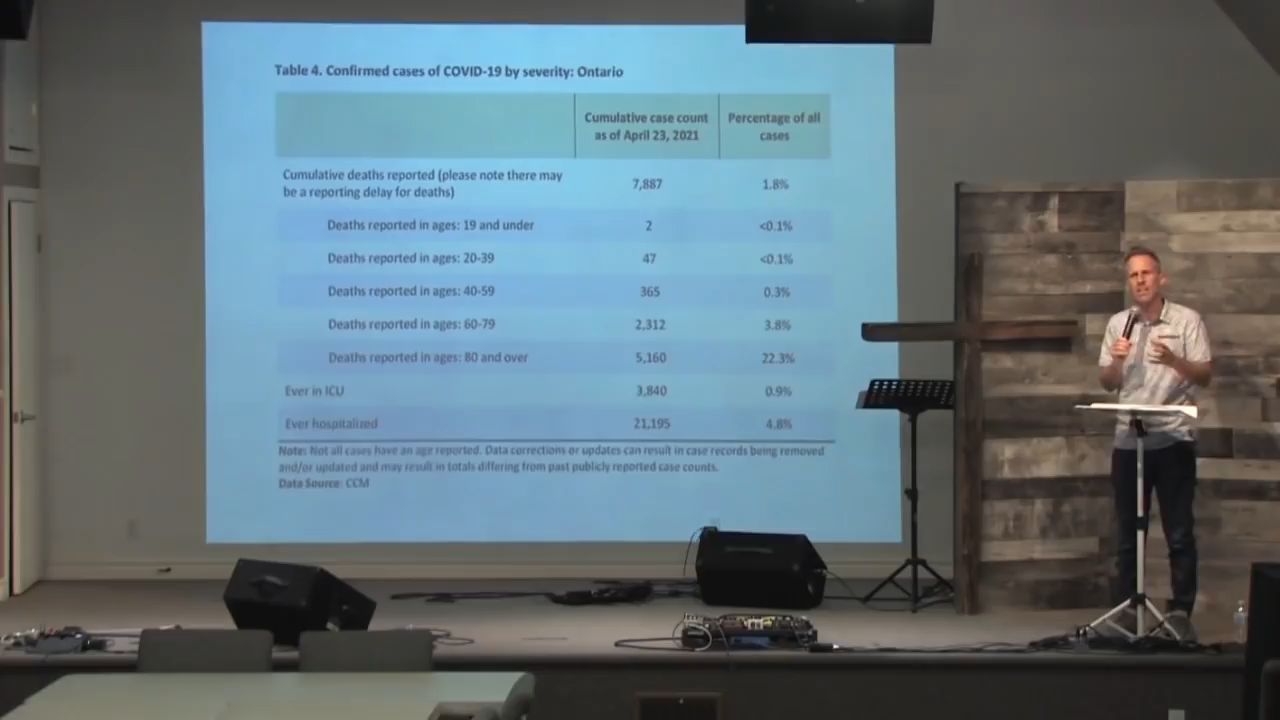 Table 4. Confirmed cases of COVID-19 by severity: Ontario
Cumulative case count
as of April 23, 2021
Percentage of all
cases
Cumulative deaths reported (please note there may
be a reporting delay for deaths)
7,887
1.8%
Deaths reported in ages: 19 and under
2
<0.1%
Deaths reported in ages: 20-39
47
<0.1%
Deaths reported in ages: 40-59
365
0.3%
Deaths reported in ages: 60-79
2,312
3.8%
Deaths reported in ages: 80 and over
5,160
22.3%
Ever in ICU
3,840
0.9%
Ever hospitalized
21,195
4.8%
Note: Not all cases have an age reported. Data corrections or updates can result in case records being removed
and/or updated and may result in totals differing from past publicly reported case counts.
Data Source: CCM